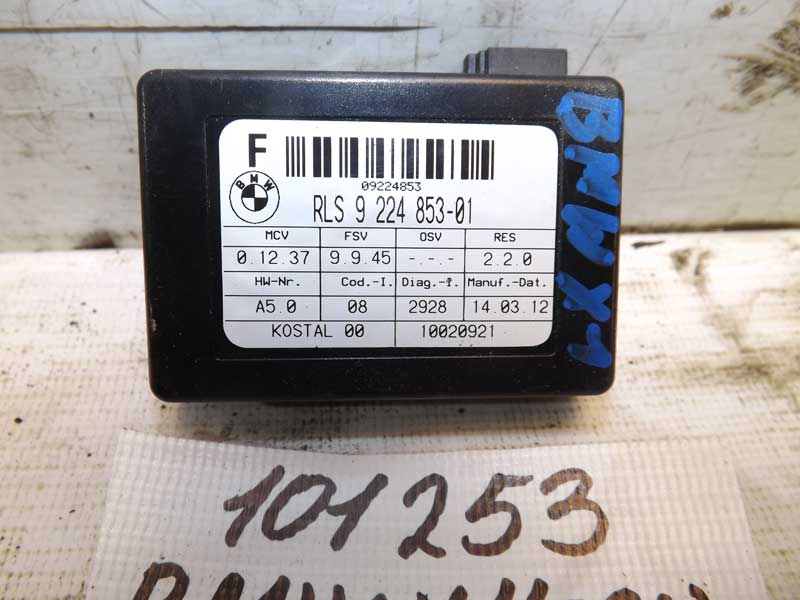 F
09224853
BMW
RLS 9 224 853-01
MCV FSV OSV RES
0.12.37 9.9.45 -.-.- 2.2.0
HW-Nr. Cod.-I. Diag.-I. Manuf.-Dat.
A5.0 08 2928 14.03.12
KOSTAL 00 10020921
BMW X1
101253